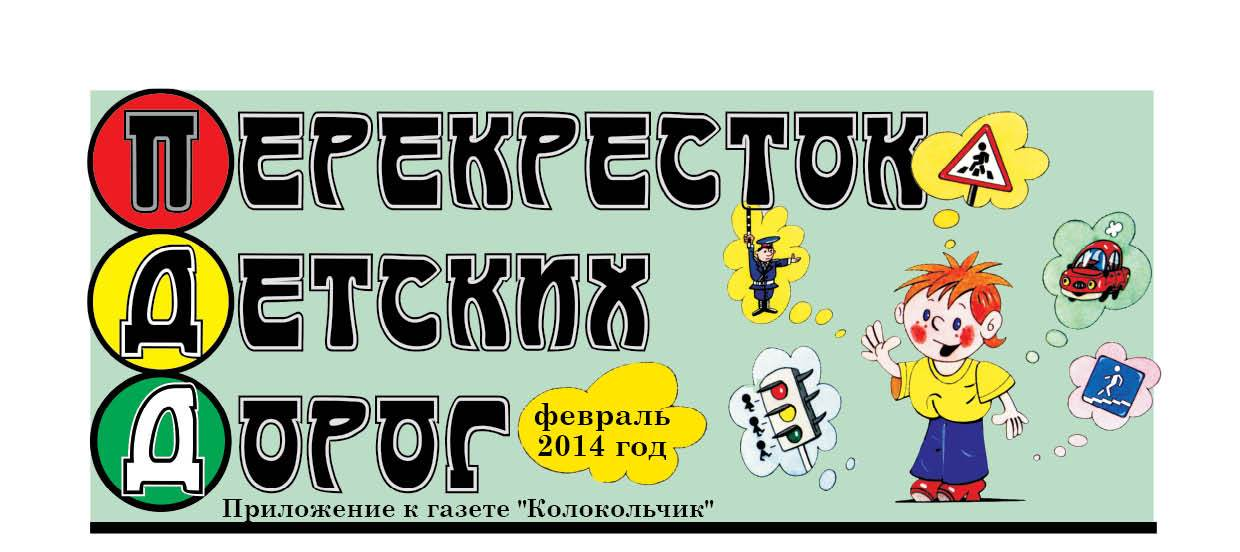 ПЕРЕКРЕСТОК
ДЕТСКИХ
ДОРОГ
февраль
2014 год
Приложение к газете "Колокольчик"